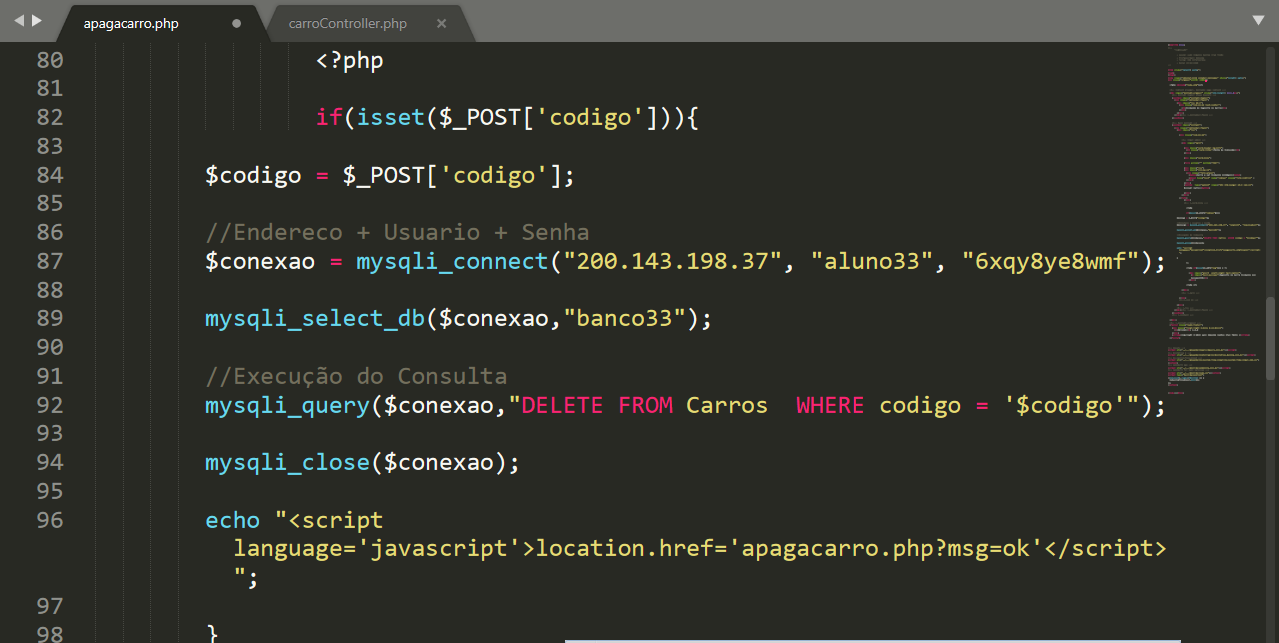 apagacarro.php
carroController.php
80 <?php
81
82 if(isset($_POST['codigo'])){
83
84 $codigo = $_POST['codigo'];
85
86 //Endereco + Usuario + Senha
87 $conexao = mysqli_connect("200.143.198.37", "aluno33", "6xqy8ye8wmf");
88
89 mysqli_select_db($conexao,"banco33");
90
91 //Execução do Consulta
92 mysqli_query($conexao,"DELETE FROM Carros  WHERE codigo = '$codigo'");
93
94 mysqli_close($conexao);
95
96 echo "<script
language='javascript'>location.href='apagacarro.php?msg=ok'</script>
";
97
98 }